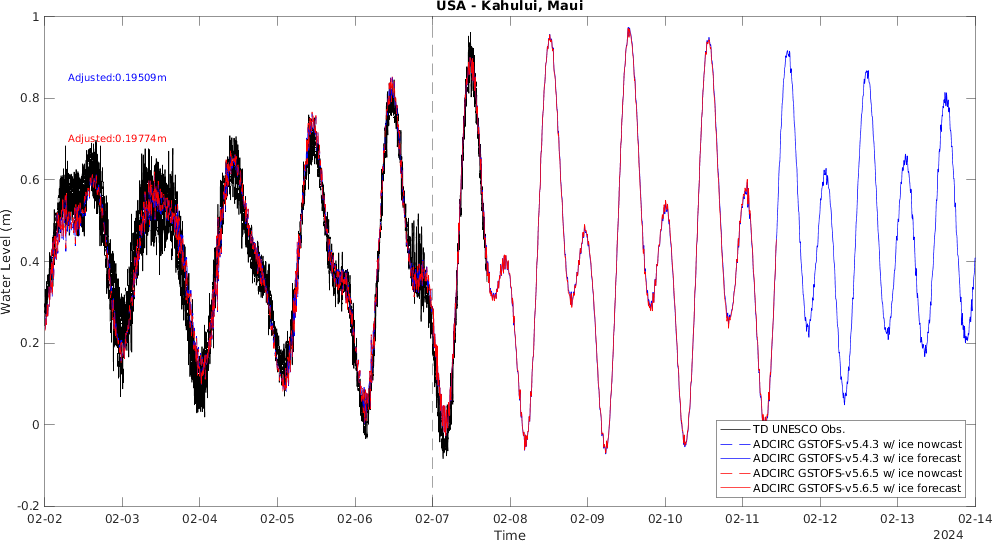 USA - Kahului, Maui
1
0.8
0.6
0.4
0.2
0
-0.2
Water Level (m)
Adjusted:0.19509m
Adjusted:0.19774m
TD UNESCO Obs.
ADCIRC GSTOFS-v5.4.3 w/ ice nowcast
ADCIRC GSTOFS-v5.4.3 w/ ice forecast
ADCIRC GSTOFS-v5.6.5 w/ ice nowcast
ADCIRC GSTOFS-v5.6.5 w/ ice forecast
02-02 02-03 02-04 02-05 02-06 02-07 02-08 02-09 02-10 02-11 02-12 02-13 02-14
Time
2024